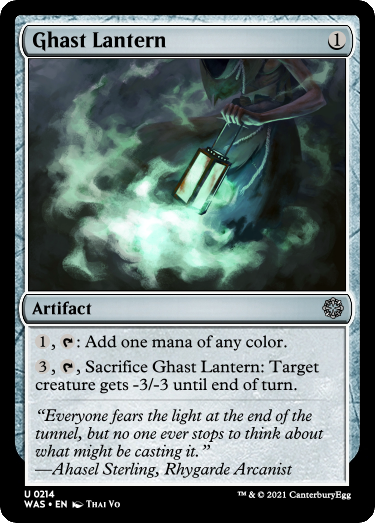 Ghast Lantern 1
Artifact
1, T: Add one mana of any color.
3, T, Sacrifice Ghast Lantern: Target
creature gets -3/-3 until end of turn.
“Everyone fears the light at the end of the
tunnel, but no one ever stops to think about
what might be casting it.”
—Ahasel Sterling, Rhygarde Arcanist
U 0214
WAS • EN Thai Vo
™ & © 2021 CanterburyEgg